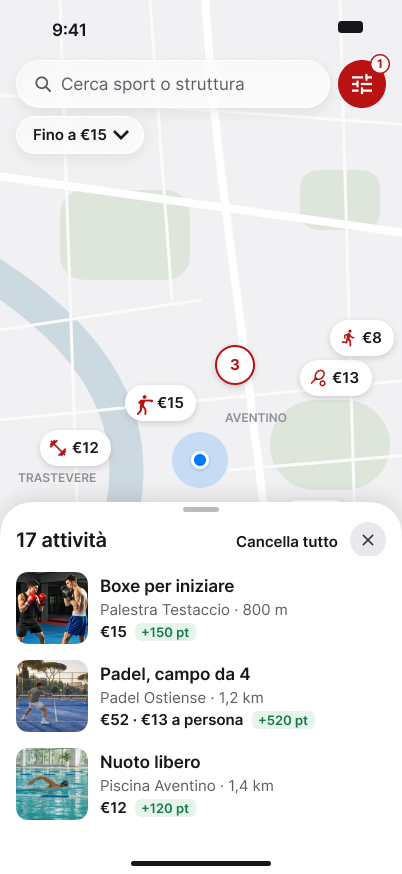 9:41
Cerca sport o struttura
1
Fino a €15
€8
3
€13
€15
AVENTINO
€12
TRASTEVERE
17 attività
Cancella tutto
Boxe per iniziare
Palestra Testaccio · 800 m
€15 +150 pt
Padel, campo da 4
Padel Ostiense · 1,2 km
€52 · €13 a persona +520 pt
Nuoto libero
Piscina Aventino · 1,4 km
€12 +120 pt